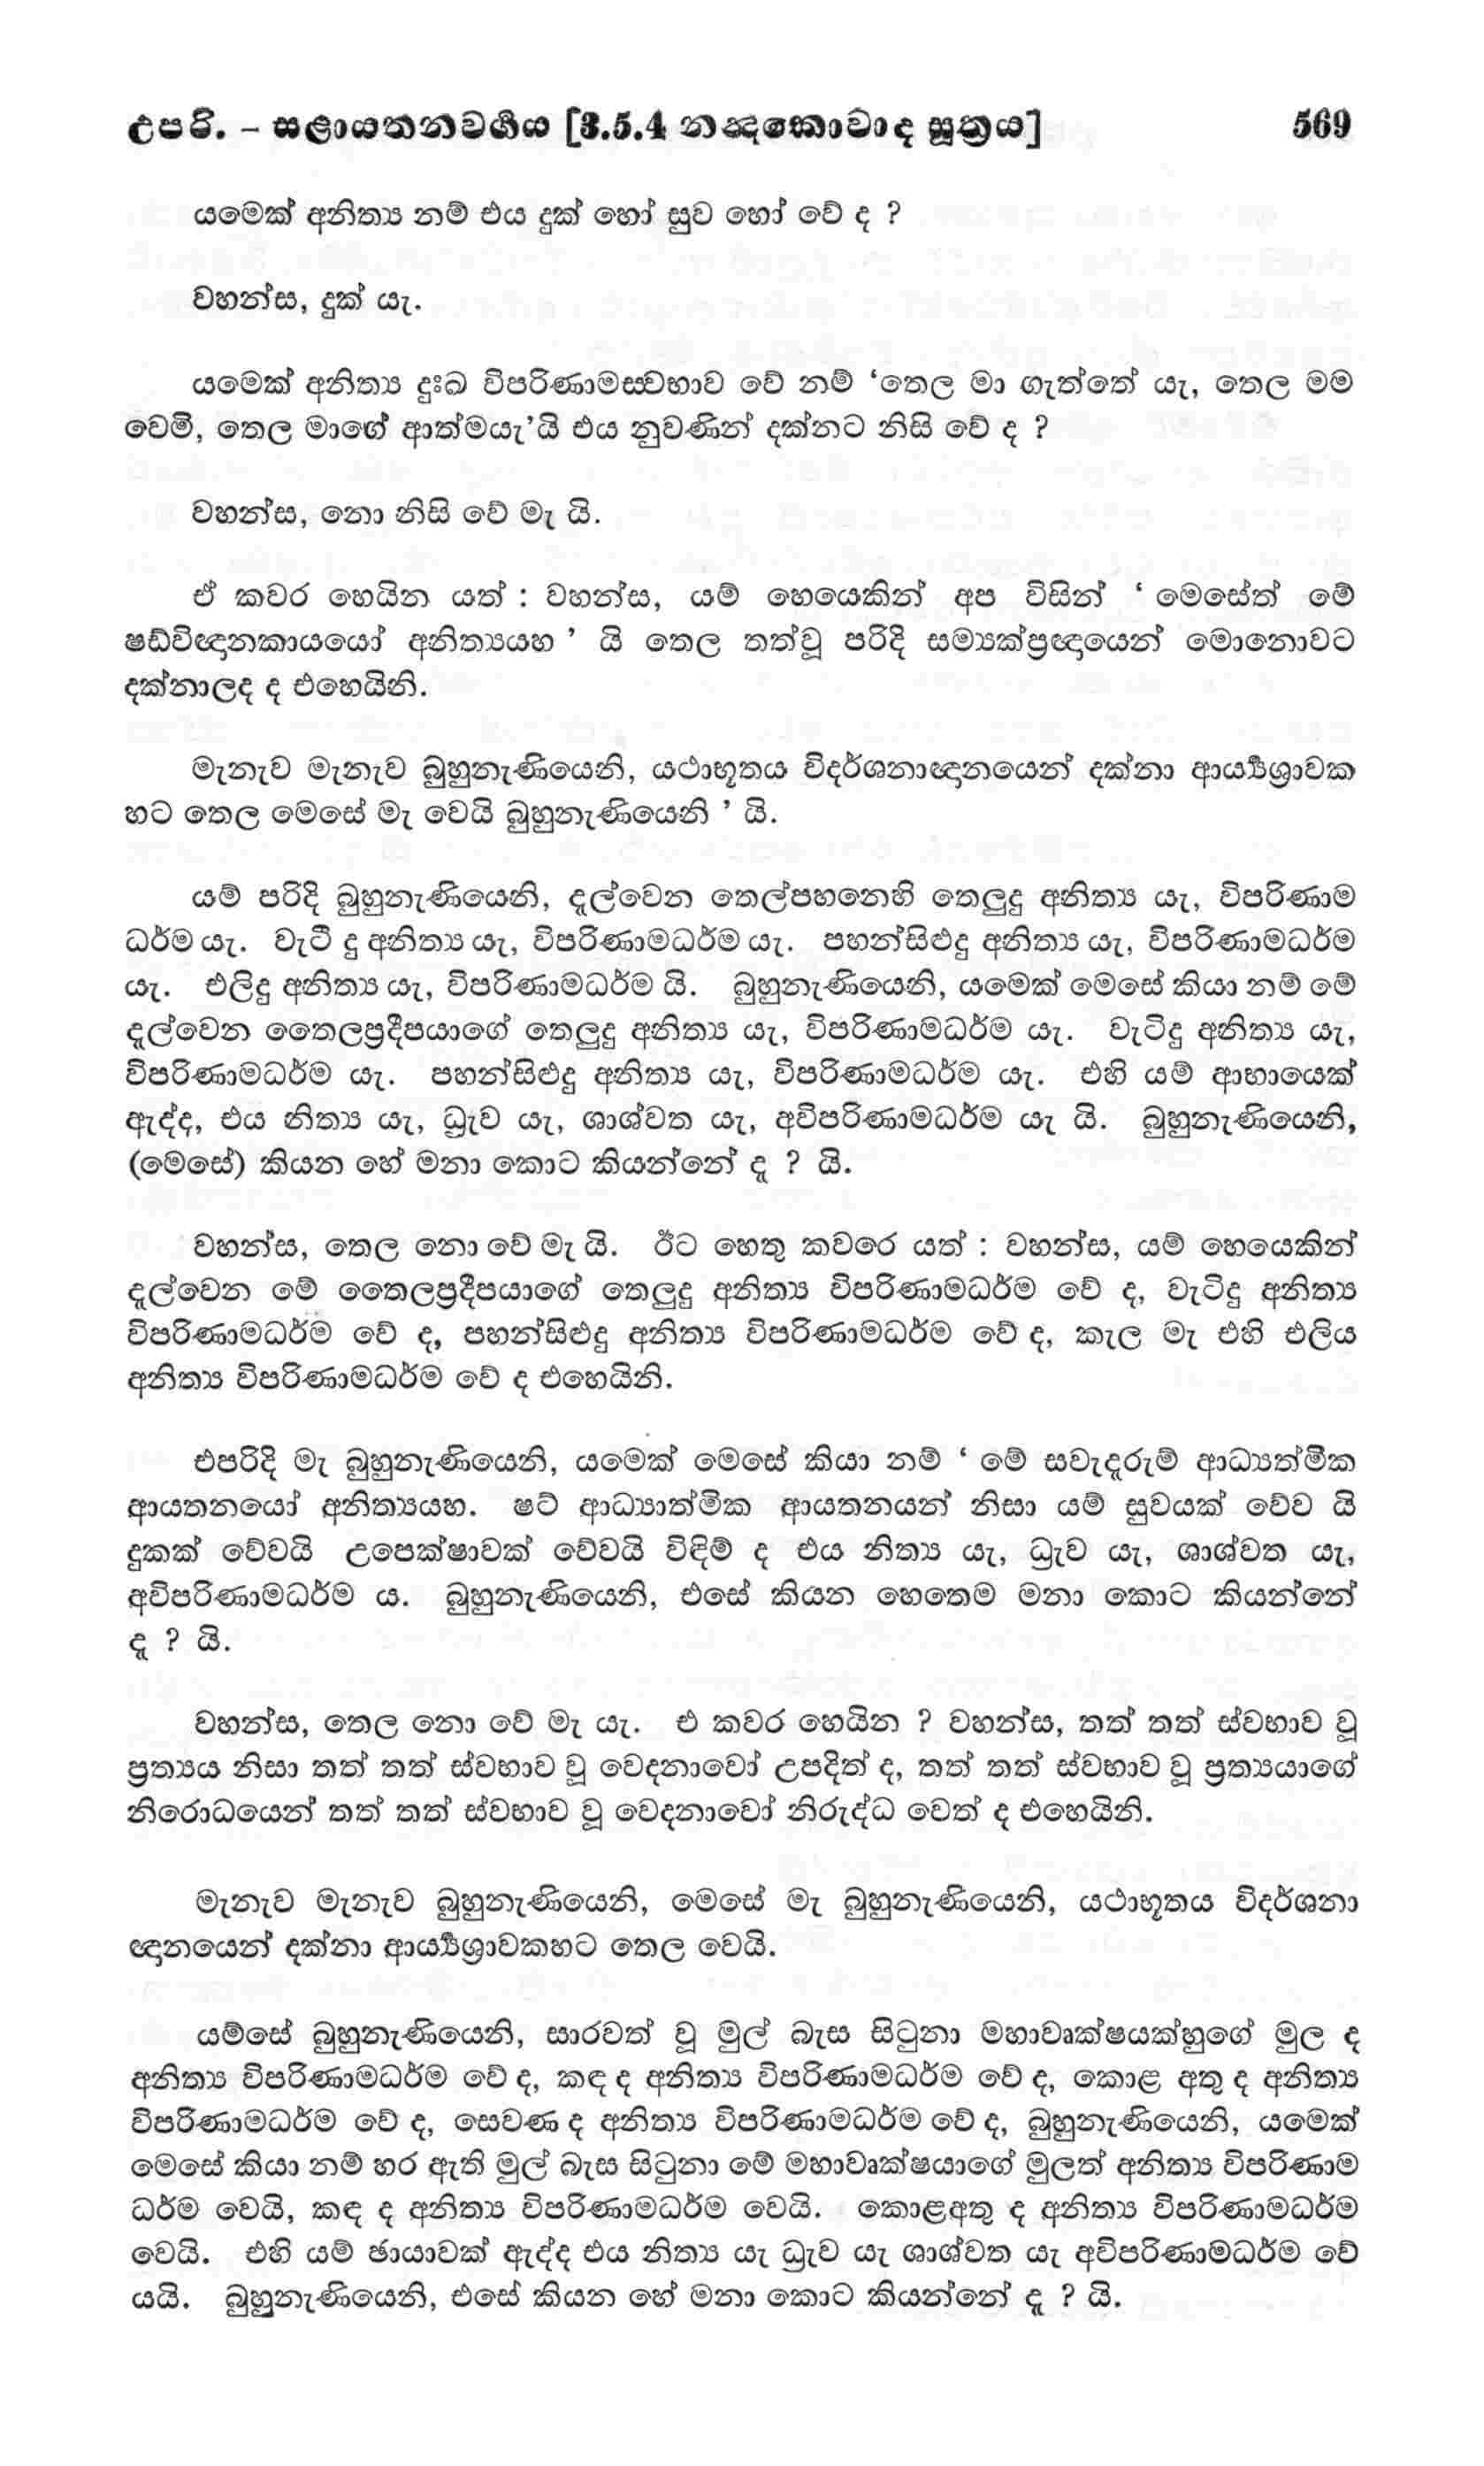 උපරි. – සළායතනවර්ගය [3.5.4 නන්දකොවාද සූත්‍රය] 569
යමෙක් අනිත්‍ය නම් එය දුක් හෝ සුව හෝ වේ ද ?
වහන්ස, දුක් යැ.
යමෙක් අනිත්‍ය දුඃඛ විපරිණාමස්වභාව වේ නම් ‘තෙල මා ගැත්තේ යැ, තෙල මම
වෙමි, තෙල මාගේ ආත්මයැ’යි එය නුවණින් දක්නට නිසි වේ ද ?
වහන්ස, නො නිසි වේ මැ යි.
ඒ කවර හෙයින යත් : වහන්ස, යම් හෙයෙකින් අප විසින් ‘ මෙසේත් මේ
ෂඩ්විඥානකායයෝ අනිත්‍යයහ ’ යි තෙල තත්වූ පරිදි සම්‍යක්ප්‍රඥායෙන් මොනොවට
දක්නාලද ද එහෙයිනි.
මැනැව මැනැව බුහුනැණියෙනි, යථාභූතය විදර්ශනාඥානයෙන් දක්නා ආර්‍ය්‍යශ්‍රාවක
හට තෙල මෙසේ මැ වෙයි බුහුනැණියෙනි ’ යි.
යම් පරිදි බුහුනැණියෙනි, දැල්වෙන තෙල්පහනෙහි තෙලුදු අනිත්‍ය යැ, විපරිණාම
ධර්ම යැ. වැටී දු අනිත්‍ය යැ, විපරිණාමධර්ම යැ. පහන්සිළුදු අනිත්‍ය යැ, විපරිණාමධර්ම
යැ. එලිදු අනිත්‍ය යැ, විපරිණාමධර්ම යි. බුහුනැණියෙනි, යමෙක් මෙසේ කියා නම් මේ
දැල්වෙන තෛලප්‍රදීපයාගේ තෙලුදු අනිත්‍ය යැ, විපරිණාමධර්ම යැ. වැටිදු අනිත්‍ය යැ,
විපරිණාමධර්ම යැ. පහන්සිළුදු අනිත්‍ය යැ, විපරිණාමධර්ම යැ. එහි යම් ආභායෙක්
ඇද්ද, එය නිත්‍ය යැ, ධ්‍රැව යැ, ශාශ්වත යැ, අවිපරිණාමධර්ම යැ යි. බුහුනැණියෙනි,
(මෙසේ) කියන හේ මනා කොට කියන්නේ දැ ? යි.
වහන්ස, තෙල නො වේ මැ යි. ඊට හෙතු කවරෙ යත් : වහන්ස, යම් හෙයෙකින්
දැල්වෙන මේ තෛලප්‍රදීපයාගේ තෙලුදු අනිත්‍ය විපරිණාමධර්ම වේ ද, වැටිදු අනිත්‍ය
විපරිණාමධර්ම වේ ද, පහන්සිළුදු අනිත්‍ය විපරිණාමධර්ම වේ ද, කැල මැ එහි එලිය
අනිත්‍ය විපරිණාමධර්ම වේ ද එහෙයිනි.
එපරිදි මැ බුහුනැණියෙනි, යමෙක් මෙසේ කියා නම් ‘ මේ සවැදෑරුම් ආධ්‍යත්මික
ආයතනයෝ අනිත්‍යයහ. ෂට් ආධ්‍යාත්මික ආයතනයන් නිසා යම් සුවයක් වේව යි
දුකක් වේවයි උපෙක්ෂාවක් වේවයි විඳිම් ද එය නිත්‍ය යැ, ධ්‍රැව යැ, ශාශ්වත යැ,
අවිපරිණාමධර්ම ය. බුහුනැණියෙනි, එසේ කියන හෙතෙම මනා කොට කියන්නේ
දැ ? යි.
වහන්ස, තෙල නො වේ මැ යැ. එ කවර හෙයින ? වහන්ස, තත් තත් ස්වභාව වූ
ප්‍රත්‍යය නිසා තත් තත් ස්වභාව වූ වෙදනාවෝ උපදිත් ද, තත් තත් ස්වභාව වූ ප්‍රත්‍යයාගේ
නිරොධයෙන් තත් තත් ස්වභාව වූ වෙදනාවෝ නිරුද්ධ වෙත් ද එහෙයිනි.
මැනැව මැනැව බුහුනැණියෙනි, මෙසේ මැ බුහුනැණියෙනි, යථාභූතය විදර්ශනා
ඥානයෙන් දක්නා ආර්‍ය්‍යශ්‍රාවකහට තෙල වෙයි.
යම්සේ බුහුනැණියෙනි, සාරවත් වූ මුල් බැස සිටුනා මහාවෘක්ෂයක්හුගේ මුල ද
අනිත්‍ය විපරිණාමධර්ම වේ ද, කඳ ද අනිත්‍ය විපරිණාමධර්ම වේ ද, කොළ අතු ද අනිත්‍ය
විපරිණාමධර්ම වේ ද, සෙවණ ද අනිත්‍ය විපරිණාමධර්ම වේ ද, බුහුනැණියෙනි, යමෙක්
මෙසේ කියා නම් හර ඇති මුල් බැස සිටුනා මේ මහාවෘක්ෂයාගේ මුලත් අනිත්‍ය විපරිණාම
ධර්ම වෙයි, කඳ ද අනිත්‍ය විපරිණාමධර්ම වෙයි. කොළඅතු ද අනිත්‍ය විපරිණාමධර්ම
වෙයි. එහි යම් ඡායාවක් ඇද්ද එය නිත්‍ය යැ ධ්‍රැව යැ ශාශ්වත යැ අවිපරිණාමධර්ම වේ
යයි. බුහුනැණියෙනි, එසේ කියන හේ මනා කොට කියන්නේ දැ ? යි.